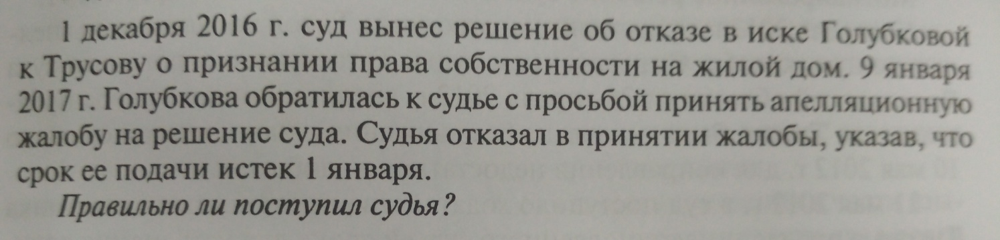 1 декабря 2016 г. суд вынес решение об отказе в иске Голубковой
к Трусову о признании права собственности на жилой дом. 9 января
2017 г. Голубкова обратилась к судье с просьбой принять апелляционную
жалобу на решение суда. Судья отказал в принятии жалобы, указав, что
срок ее подачи истек 1 января.
Правильно ли поступил судья?